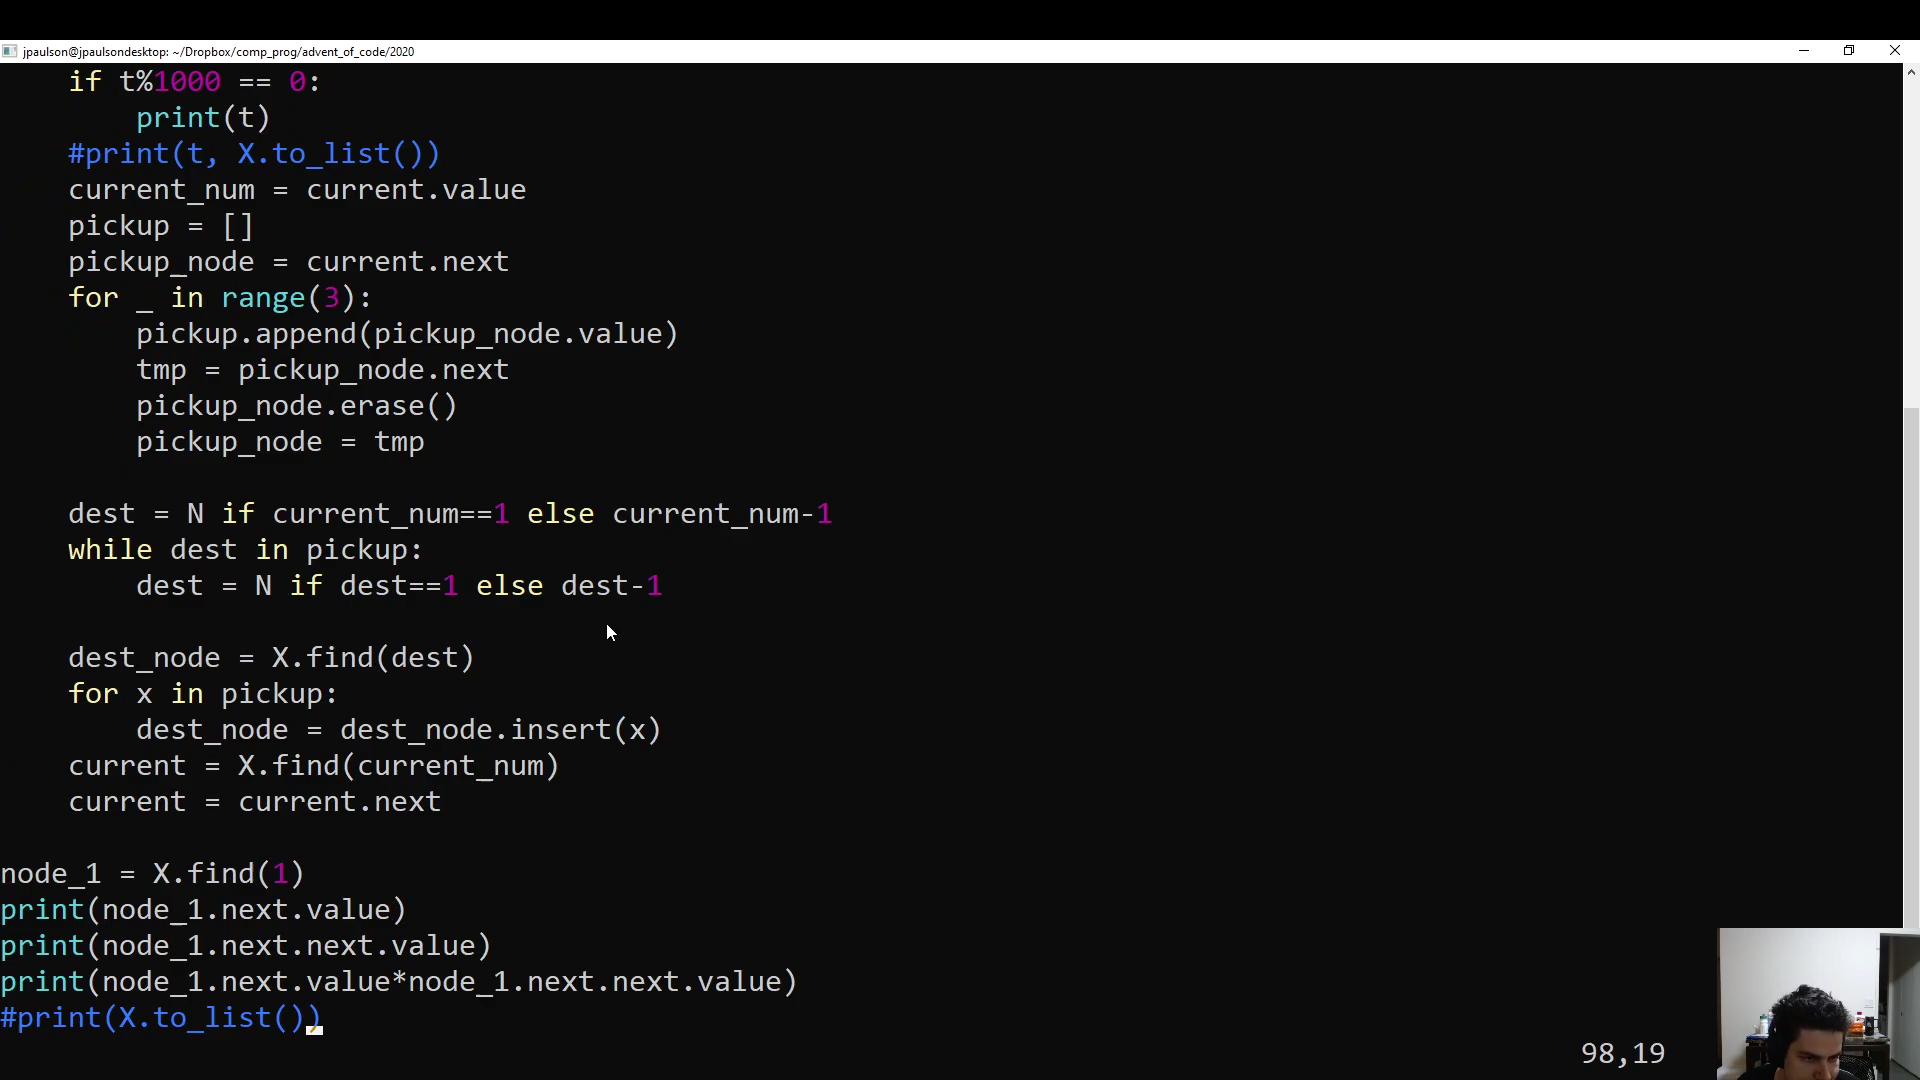 jpaulson@jpaulsondesktop: ~/Dropbox/comp_prog/advent_of_code/2020
    if t%1000 == 0:
        print(t)
    #print(t, X.to_list())
    current_num = current.value
    pickup = []
    pickup_node = current.next
    for _ in range(3):
        pickup.append(pickup_node.value)
        tmp = pickup_node.next
        pickup_node.erase()
        pickup_node = tmp

    dest = N if current_num==1 else current_num-1
    while dest in pickup:
        dest = N if dest==1 else dest-1

    dest_node = X.find(dest)
    for x in pickup:
        dest_node = dest_node.insert(x)
    current = X.find(current_num)
    current = current.next

node_1 = X.find(1)
print(node_1.next.value)
print(node_1.next.next.value)
print(node_1.next.value*node_1.next.next.value)
#print(X.to_list())
98,19